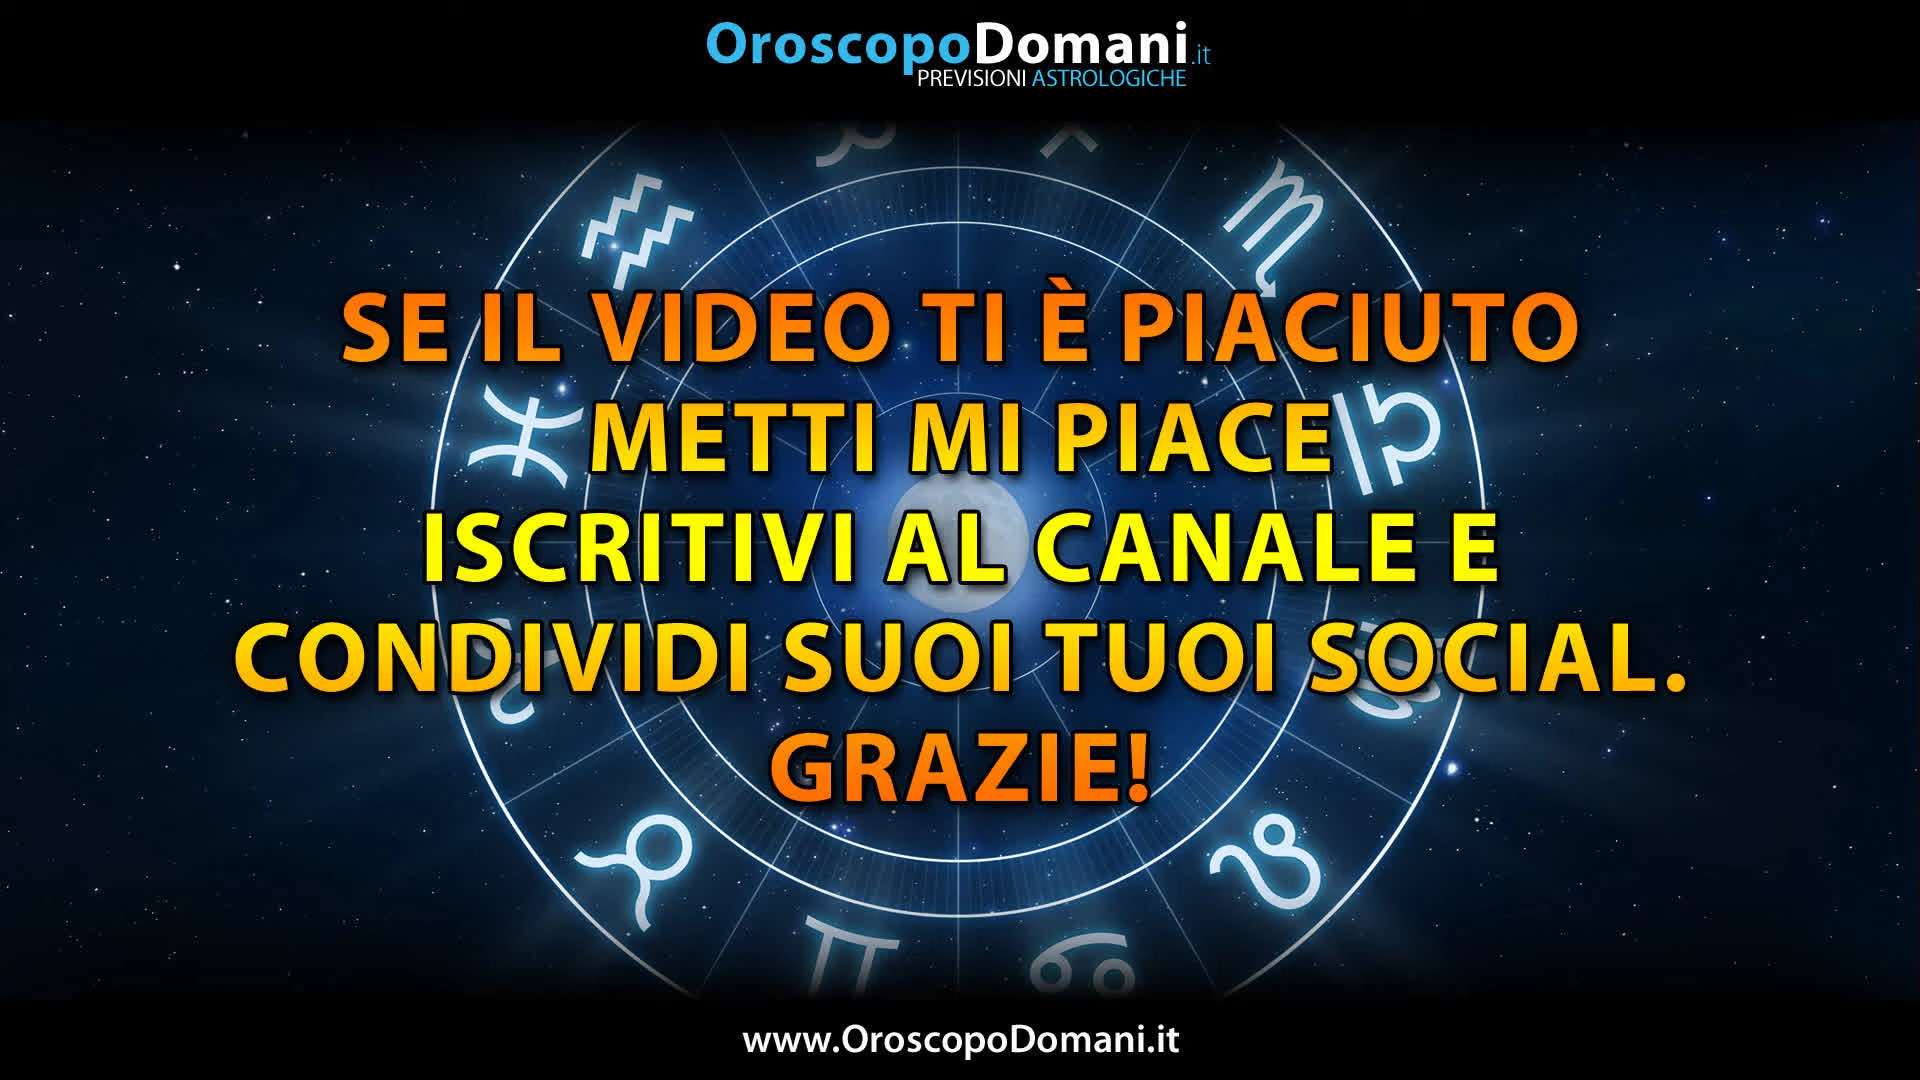 OroscopoDomani.it
PREVISIONI ASTROLOGICHE
SE IL VIDEO TI È PIACIUTO
METTI MI PIACE
ISCRITIVI AL CANALE E
CONDIVIDI SUOI TUOI SOCIAL.
GRAZIE!
www.OroscopoDomani.it